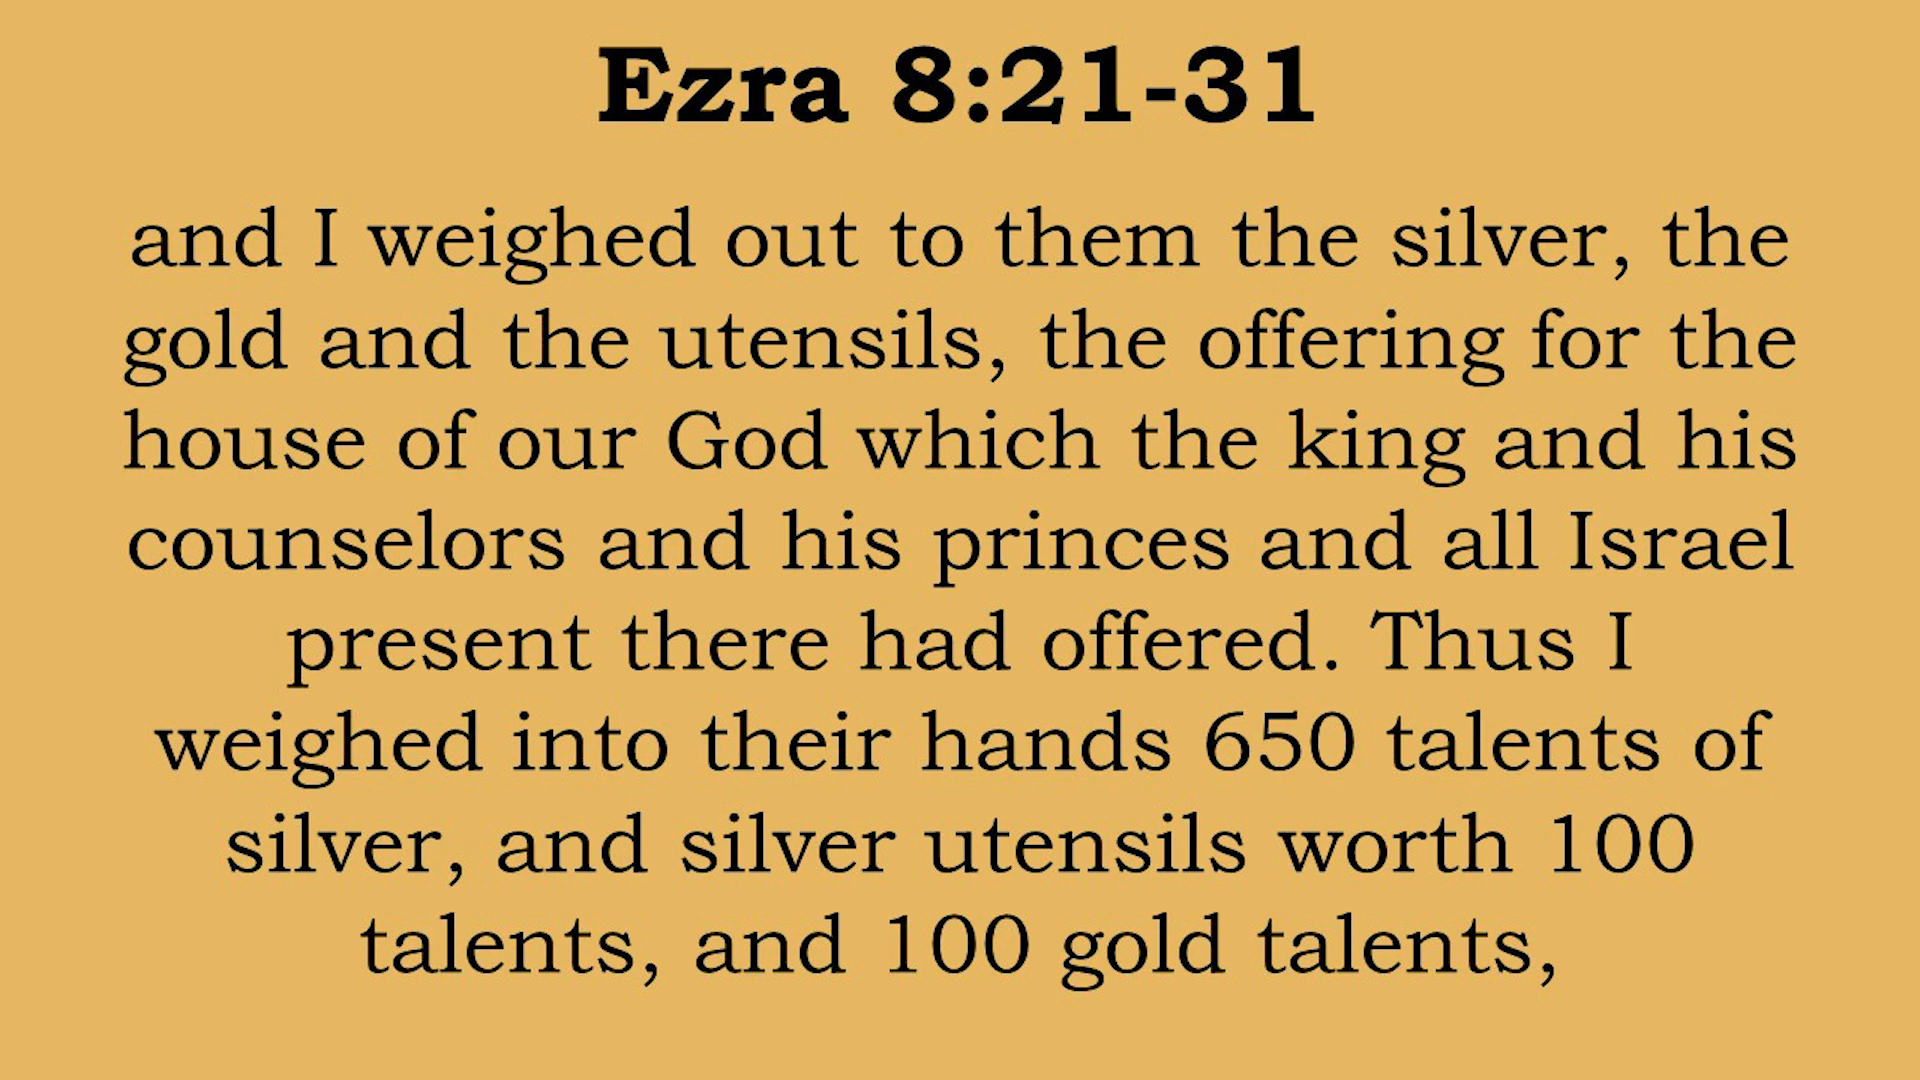 Ezra 8:21-31
and I weighed out to them the silver, the
gold and the utensils, the offering for the
house of our God which the king and his
counselors and his princes and all Israel
present there had offered. Thus I
weighed into their hands 650 talents of
silver, and silver utensils worth 100
talents, and 100 gold talents,